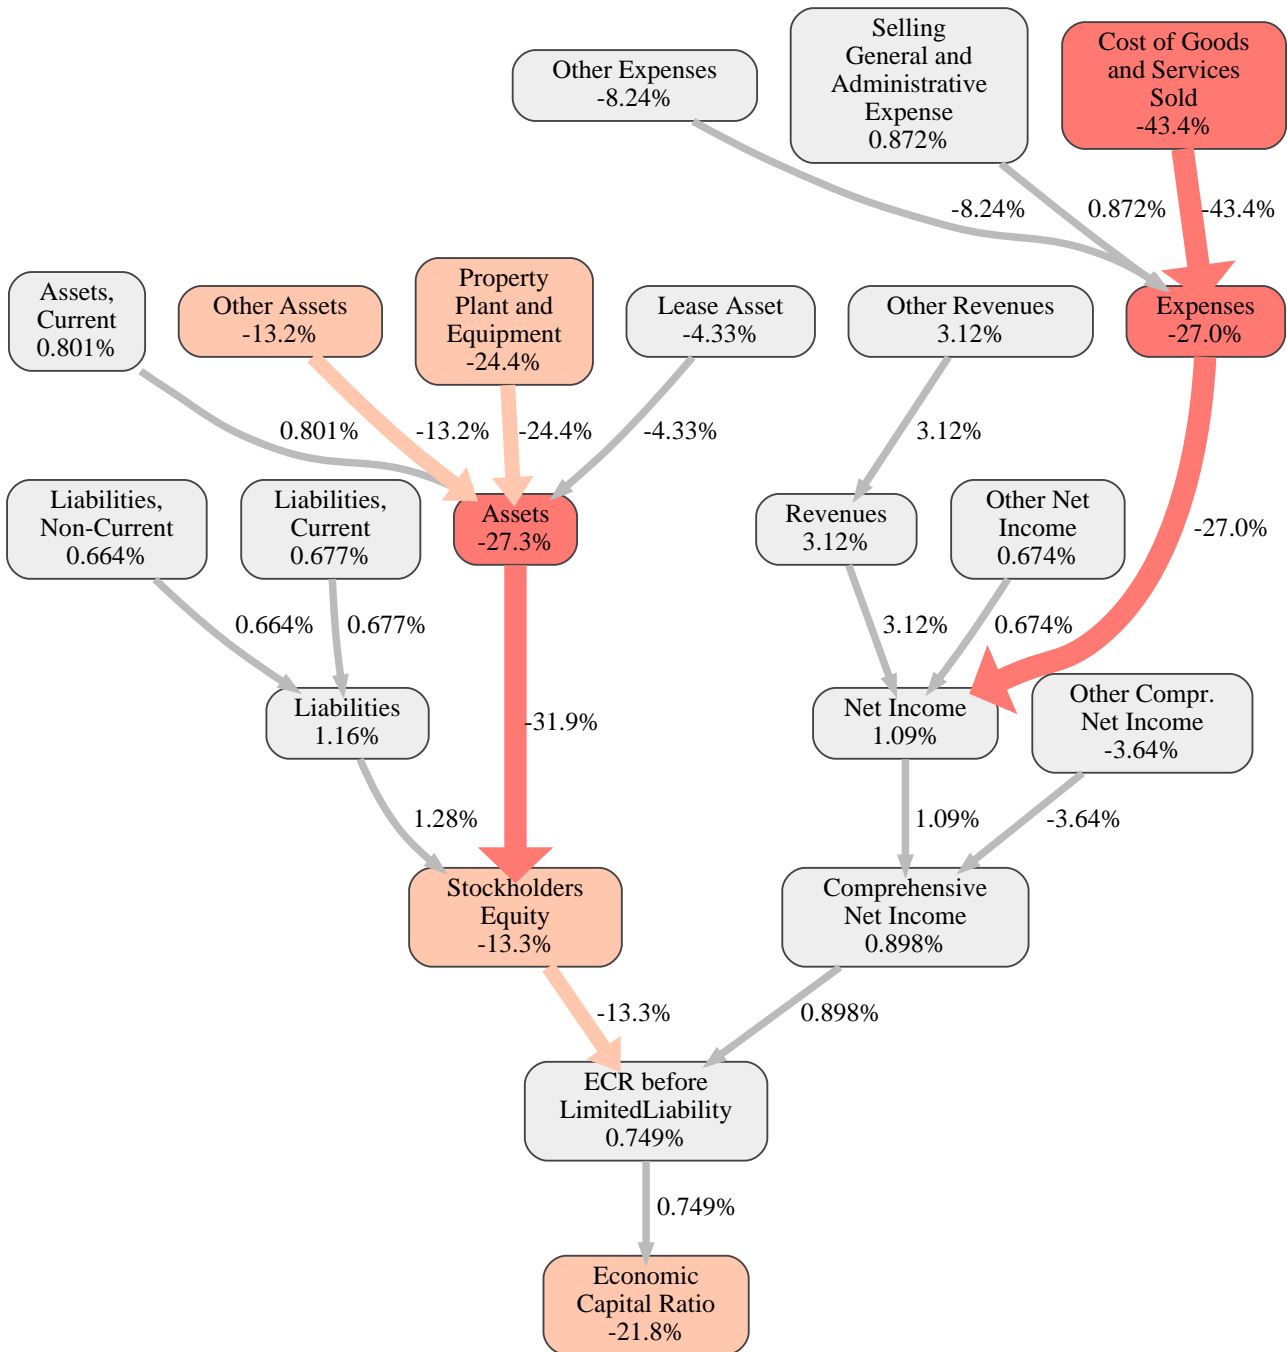 Selling
General and
Administrative
Expense
0.872%
Cost of Goods
and Services
Sold
-43.4%
Other Expenses
-8.24%
-8.24%
0.872%
-43.4%
Assets,
Current
0.801%
Other Assets
-13.2%
Property
Plant and
Equipment
-24.4%
Lease Asset
-4.33%
Other Revenues
3.12%
Expenses
-27.0%
0.801%
-13.2%
-24.4%
-4.33%
3.12%
Liabilities,
Non-Current
0.664%
Liabilities,
Current
0.677%
Assets
-27.3%
Revenues
3.12%
Other Net
Income
0.674%
-27.0%
0.664%
0.677%
3.12%
0.674%
Liabilities
1.16%
-31.9%
Net Income
1.09%
Other Compr.
Net Income
-3.64%
1.28%
1.09%
-3.64%
Stockholders
Equity
-13.3%
Comprehensive
Net Income
0.898%
-13.3%
0.898%
ECR before
LimitedLiability
0.749%
0.749%
Economic
Capital Ratio
-21.8%